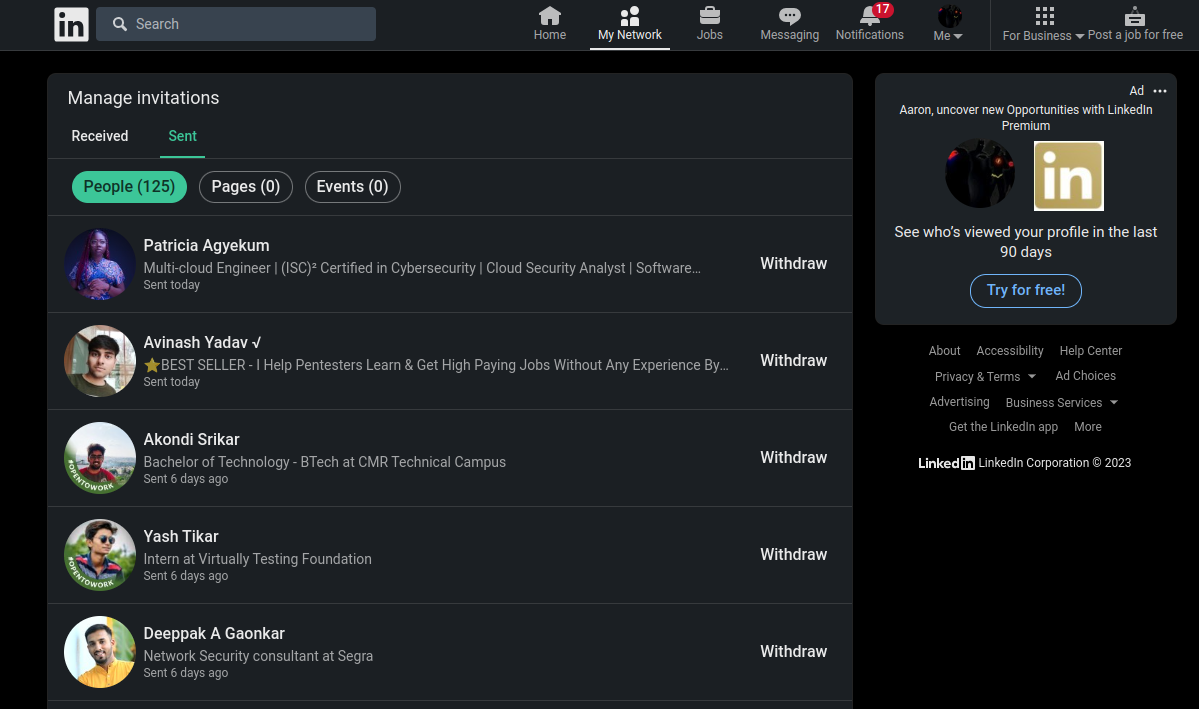 in
Search
Home
My Network
Jobs
Messaging
17
Notifications
Me
For Business
Post a job for free
Manage invitations
Received
Sent
People (125)
Pages (0)
Events (0)
Patricia Agyekum
Multi-cloud Engineer | (ISC)² Certified in Cybersecurity | Cloud Security Analyst | Software…
Sent today
Withdraw
Avinash Yadav √
⭐BEST SELLER - I Help Pentesters Learn & Get High Paying Jobs Without Any Experience By…
Sent today
Withdraw
#OPENTOWORK
Akondi Srikar
Bachelor of Technology - BTech at CMR Technical Campus
Sent 6 days ago
Withdraw
#OPENTOWORK
Yash Tikar
Intern at Virtually Testing Foundation
Sent 6 days ago
Withdraw
Deeppak A Gaonkar
Network Security consultant at Segra
Sent 6 days ago
Withdraw
Ad
Aaron, uncover new Opportunities with LinkedIn
Premium
in
See who's viewed your profile in the last
90 days
Try for free!
About Accessibility Help Center
Privacy & Terms Ad Choices
Advertising Business Services
Get the LinkedIn app More
LinkedIn LinkedIn Corporation © 2023